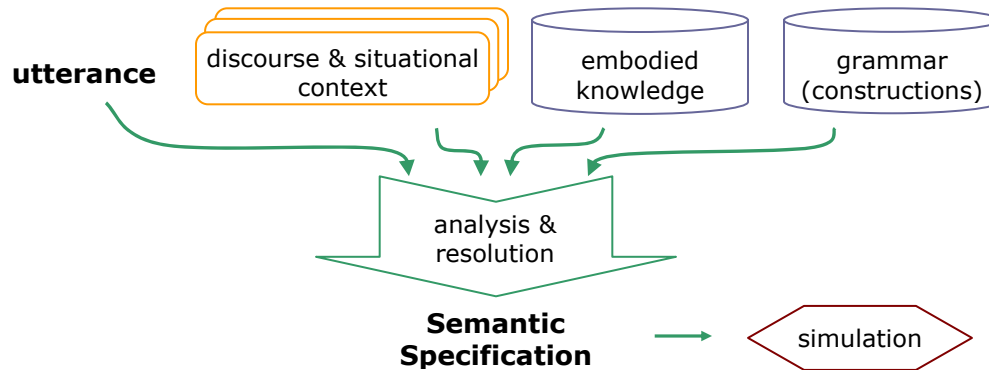 utterance
discourse & situational
context
embodied
knowledge
grammar
(constructions)
analysis &
resolution
Semantic
Specification
simulation